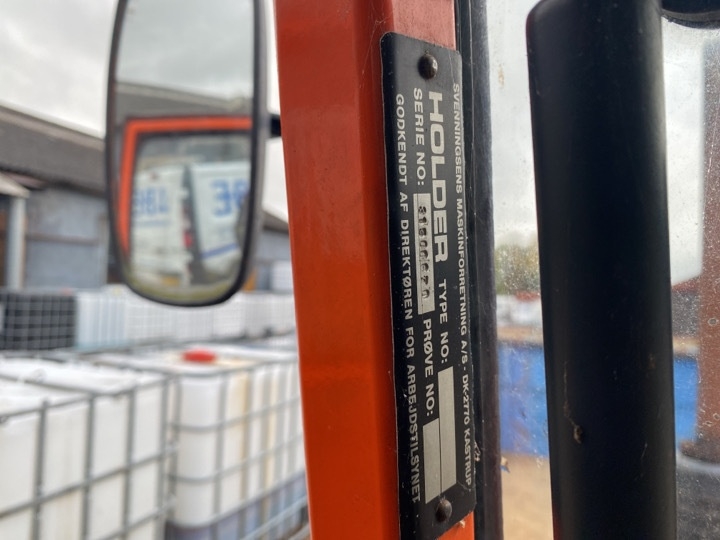 SVENNINGSENS MASKINFORRETNING A/S - DK-2770 KASTRUP
HOLDER TYPE NO:
SERIE NO: PRØVE NO:
GODKENDT AF DIREKTØREN FOR ARBEJDSTILSYNET